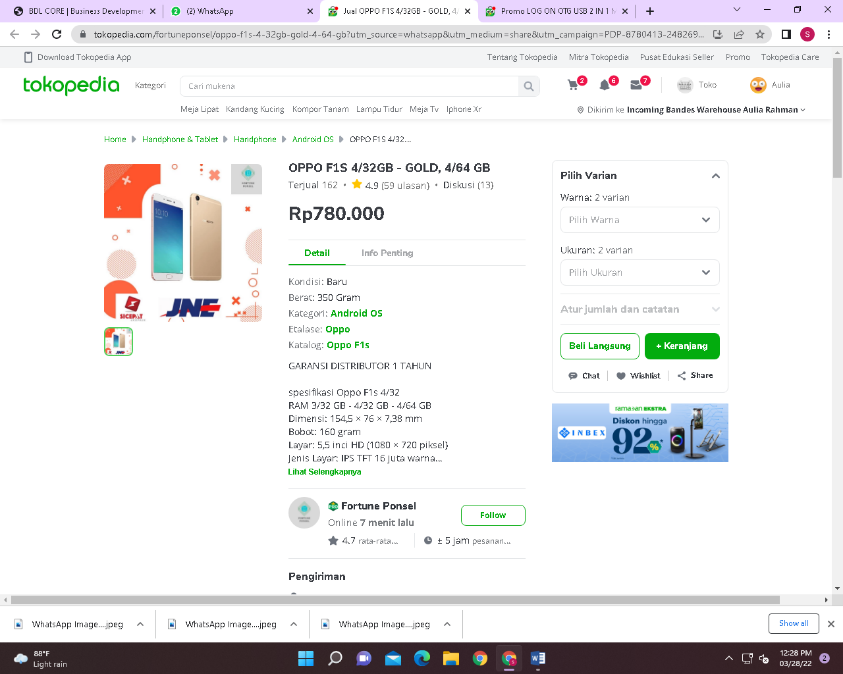 BDL CORE | Business Developmen
(2) WhatsApp
Jual OPPO F1S 4/32GB - GOLD, 4/
Promo LOG ON OTG USB 2 IN 1 M
tokopedia.com/fortuneponsel/oppo-f1s-4-32gb-gold-4-64-gb?utm_source=whatsapp&utm_medium=share&utm_campaign=PDP-8780413-248269...
S
Download Tokopedia App
Tentang Tokopedia
Mitra Tokopedia
Pusat Edukasi Seller
Promo
Tokopedia Care
tokopedia
Kategori
Cari mukena
2
6
7
Toko
Aulia
Meja Lipat
Kandang Kucing
Kompor Tanam
Lampu Tidur
Meja Tv
Iphone Xr
Dikirim ke Incoming Bandes Warehouse Aulia Rahman
Home
Handphone & Tablet
Handphone
Android OS
OPPO F1S 4/32...
SICEPAT
JNE
OPPO F1S 4/32GB - GOLD, 4/64 GB
Terjual 162 • 4.9 (59 ulasan) • Diskusi (13)
Rp780.000
Detail
Info Penting
Kondisi: Baru
Berat: 350 Gram
Kategori: Android OS
Etalase: Oppo
Katalog: Oppo F1s
GARANSI DISTRIBUTOR 1 TAHUN
spesifikasi Oppo F1s 4/32
RAM 3/32 GB - 4/32 GB - 4/64 GB
Dimensi: 154,5 × 76 × 7,38 mm
Bobot: 160 gram
Layar: 5,5 inci HD (1080 × 720 piksel)
Jenis Layar: IPS TFT 16 juta warna...
Lihat Selengkapnya
Fortune Ponsel
Online 7 menit lalu
Follow
4.7 rata-rata...
± 5 jam pesanan...
Pengiriman
Pilih Varian
Warna: 2 varian
Pilih Warna
Ukuran: 2 varian
Pilih Ukuran
Atur jumlah dan catatan
Beli Langsung
+ Keranjang
Chat
Wishlist
Share
ramadan EKSTRA
INBEX
Diskon hingga
92%
WhatsApp Image....jpeg
WhatsApp Image....jpeg
WhatsApp Image....jpeg
Show all
88°F
Light rain
12:28 PM
03/28/22
2